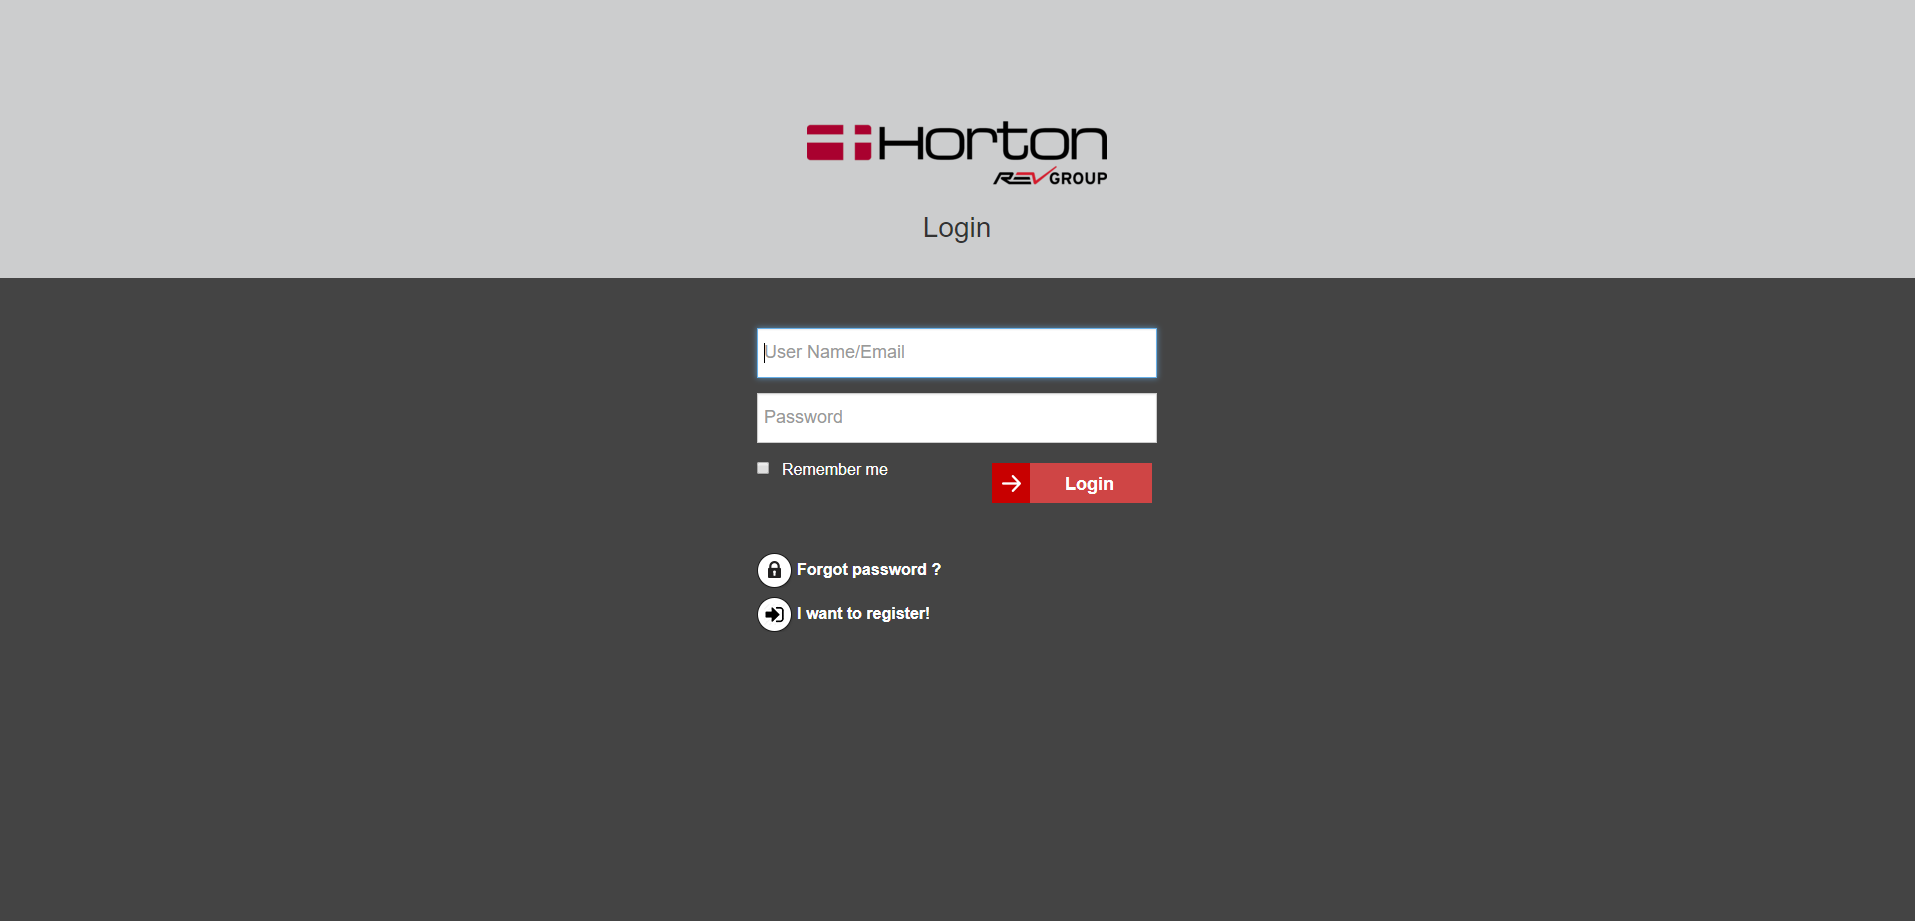 Horton
REV GROUP
Login
User Name/Email
Password
Remember me
Login
Forgot password ?
I want to register!